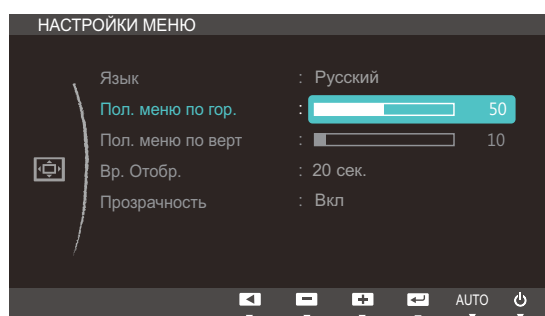 НАСТРОЙКИ МЕНЮ
Язык : Русский
Пол. меню по гор. : 50
Пол. меню по верт : 10
Вр. Отобр. : 20 сек.
Прозрачность : Вкл
AUTO